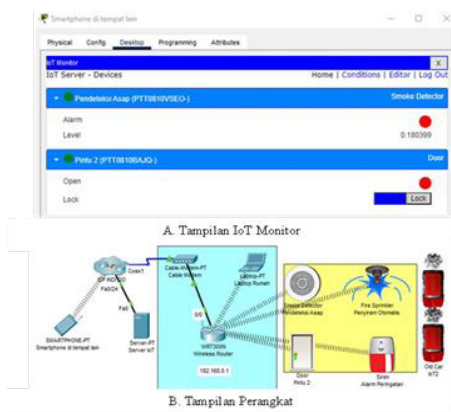 Smartphone di tempat lain
Physical Config Desktop Programming Attributes
IoT Monitor X
IoT Server - Devices Home | Conditions | Editor | Log Out
Pendeteksi Asap (PTT0810VSEO-) Smoke Detector
Alarm
Level 0.180399
Pintu 2 (PTT0810BAJQ-) Door
Open
Lock Lock
A. Tampilan IoT Monitor
Coax1
Cable-Modem-PT
Cable Modem
Laptop-PT
Laptop Rumah
Fa0/24
Fa0
SMARTPHONE-PT
Smartphone di tempat lain
Server-PT
Server IoT
0/0
WRT300N
Wireless Router
192.168.0.1
Smoke Detector
Pendeteksi Asap
Fire Sprinkler
Penyiram Otomatis
Door
Pintu 2
Siren
Alarm Peringatan
Old Car
B. Tampilan Perangkat